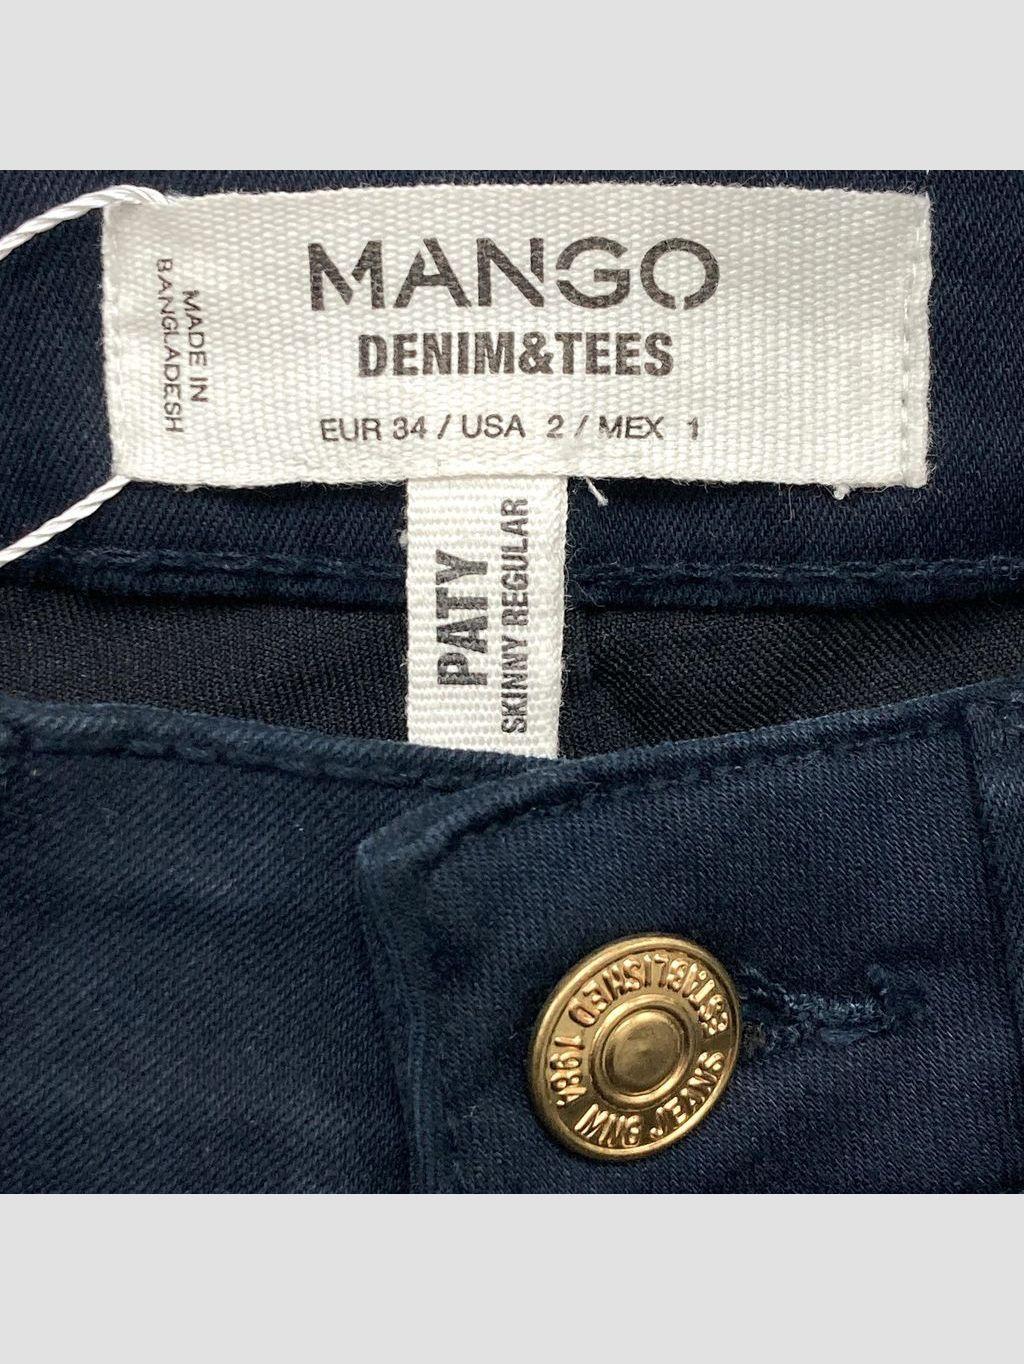 MANGO
DENIM&TEES
EUR 34 / USA 2 / MEX 1
MADE IN
BANGLADESH
PATY
SKINNY REGULAR
ESTABLISHED 1984
MNG JEANS